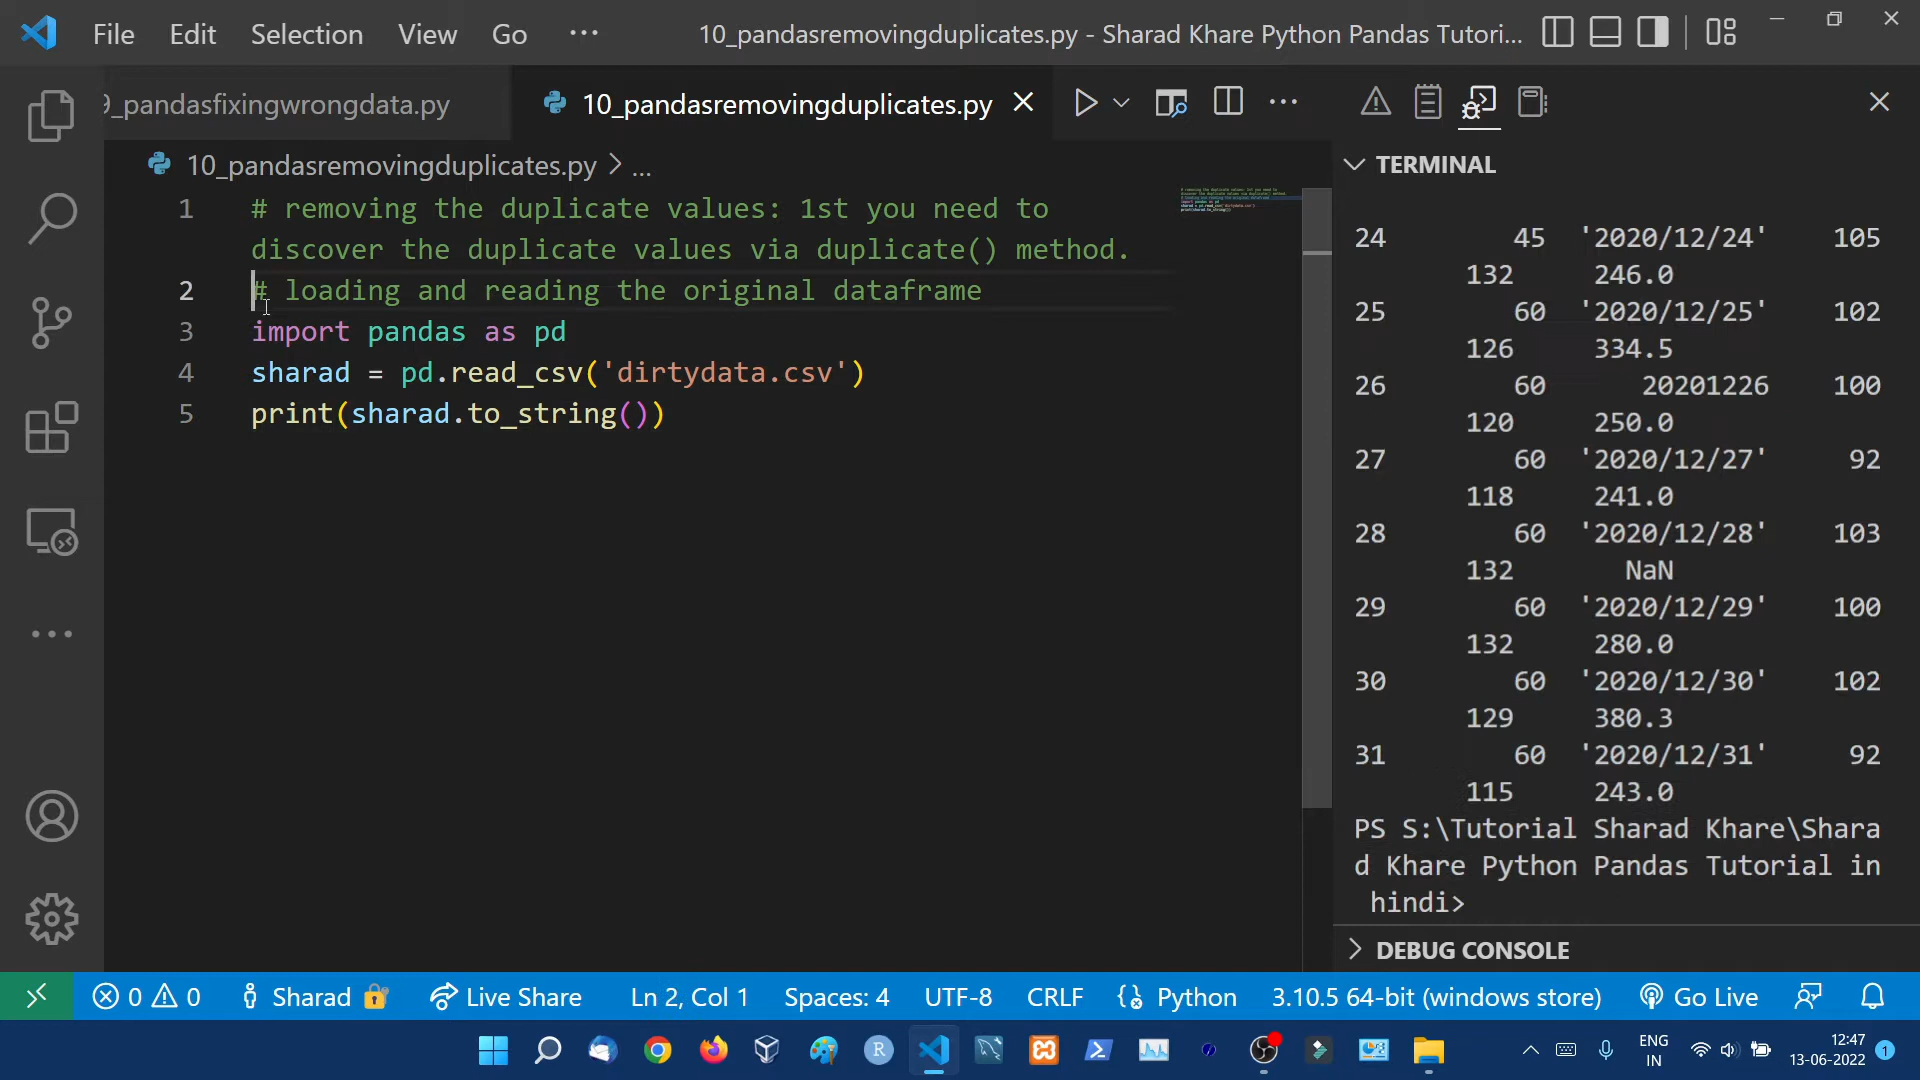 File Edit Selection View Go ··· 10_pandasremovingduplicates.py - Sharad Khare Python Pandas Tutori...
9_pandasfixingwrongdata.py 10_pandasremovingduplicates.py
10_pandasremovingduplicates.py > ...
TERMINAL
1 # removing the duplicate values: 1st you need to
discover the duplicate values via duplicate() method.
2 # loading and reading the original dataframe
3 import pandas as pd
4 sharad = pd.read_csv('dirtydata.csv')
5 print(sharad.to_string())
24 45 '2020/12/24' 105
132 246.0
25 60 '2020/12/25' 102
126 334.5
26 60 20201226 100
120 250.0
27 60 '2020/12/27' 92
118 241.0
28 60 '2020/12/28' 103
132 NaN
29 60 '2020/12/29' 100
132 280.0
30 60 '2020/12/30' 102
129 380.3
31 60 '2020/12/31' 92
115 243.0
PS S:\Tutorial Sharad Khare\Shara
d Khare Python Pandas Tutorial in
hindi>
DEBUG CONSOLE
0 0 Sharad Live Share Ln 2, Col 1 Spaces: 4 UTF-8 CRLF Python 3.10.5 64-bit (windows store) Go Live
R ENG
IN
12:47
13-06-2022 1